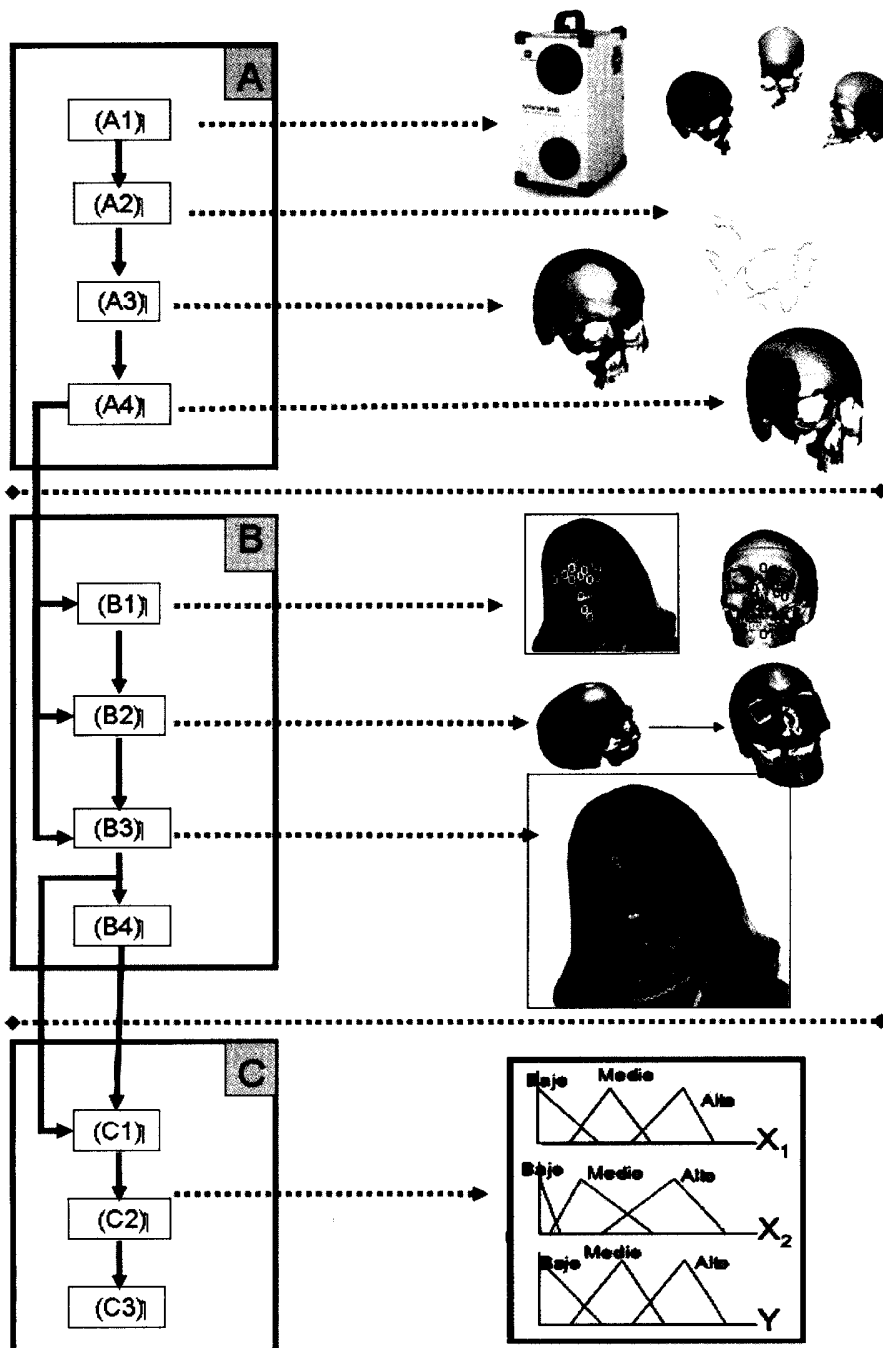 A
(A1)
(A2)
(A3)
(A4)
B
(B1)
(B2)
(B3)
(B4)
C
(C1)
(C2)
(C3)
Bajo Medio Alto X1
Bajo Medio Alto X2
Bajo Medio Alto Y